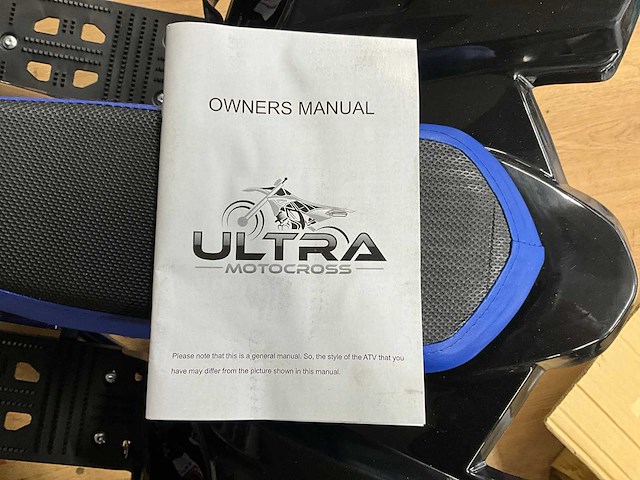 OWNERS MANUAL
ULTRA
MOTOCROSS
Please note that this is a general manual. So, the style of the ATV that you
have may differ from the picture shown in this manual.